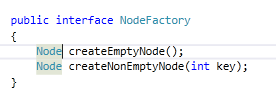 public interface NodeFactory
{
Node createEmptyNode();
Node createNonEmptyNode(int key);
}